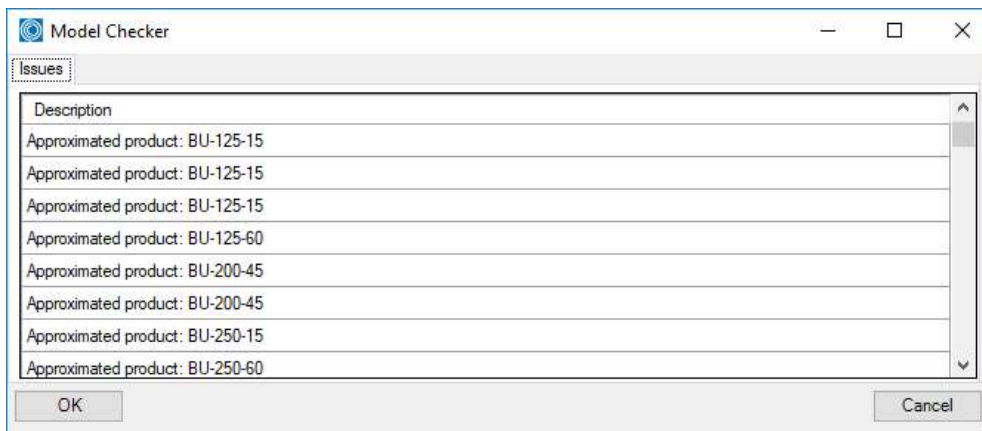 Model Checker
Issues
Description
Approximated product: BU-125-15
Approximated product: BU-125-15
Approximated product: BU-125-15
Approximated product: BU-125-60
Approximated product: BU-200-45
Approximated product: BU-200-45
Approximated product: BU-250-15
Approximated product: BU-250-60
OK Cancel